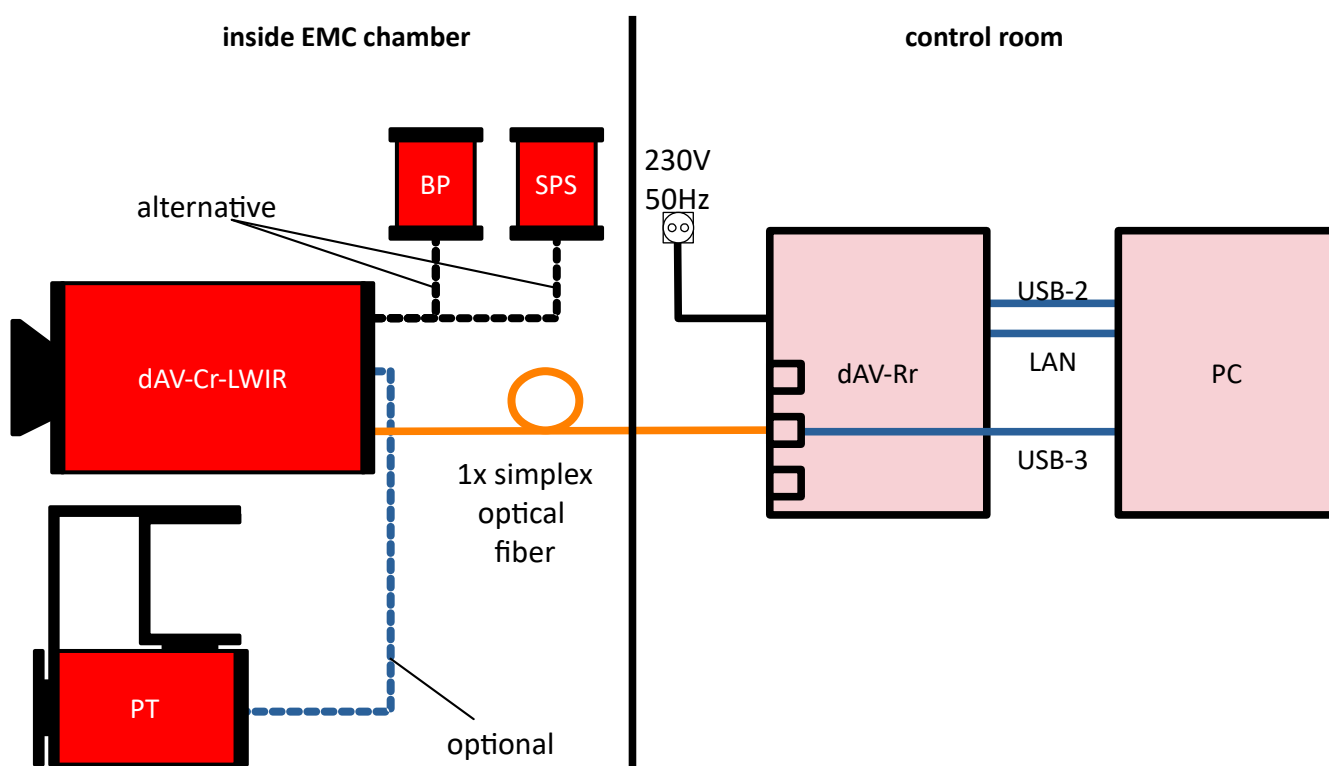 inside EMC chamber
control room
BP
SPS
230V
50Hz
alternative
dAV-Cr-LWIR
dAV-Rr
USB-2
LAN
PC
USB-3
1x simplex
optical
fiber
PT
optional